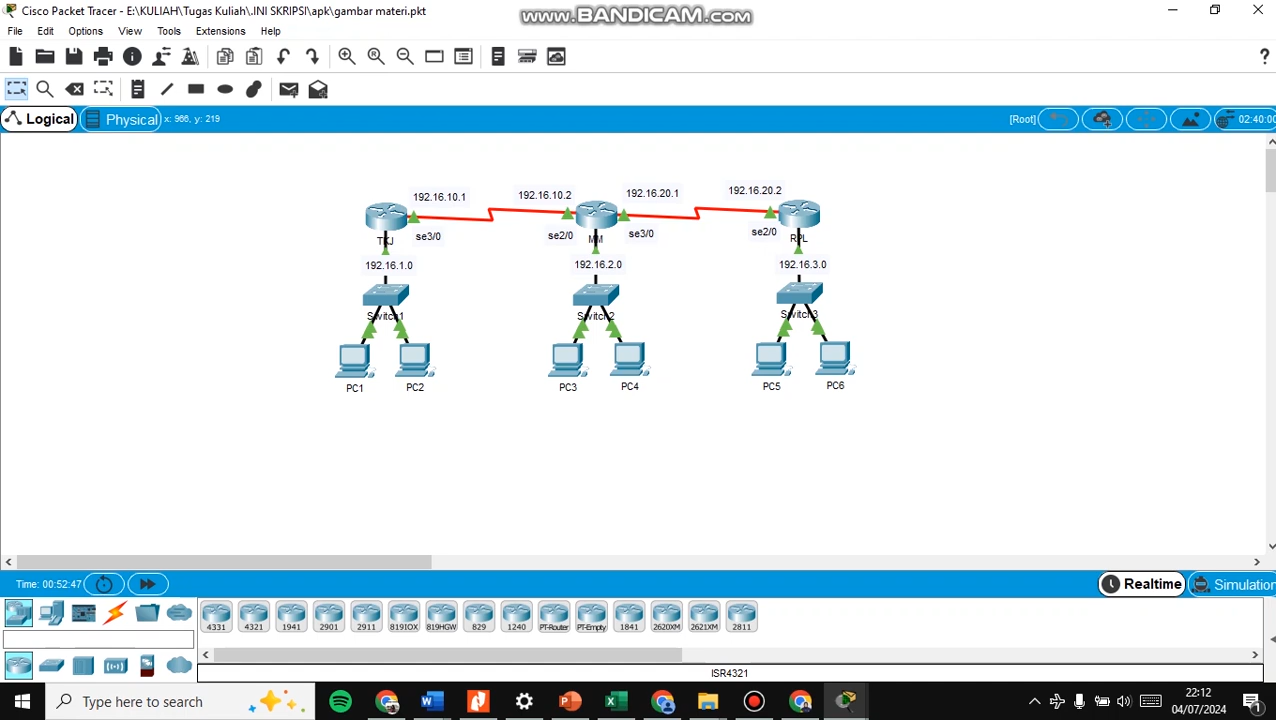 Cisco Packet Tracer - E:\KULIAH\Tugas Kuliah\.INI SKRIPSI\apk\gambar materi.pkt
www.BANDICAM.com
File Edit Options View Tools Extensions Help
Logical Physical x: 966, y: 219 [Root] 02:40:00
192.16.10.1 192.16.10.2 192.16.20.1 192.16.20.2
se3/0 se2/0 se3/0 se2/0
TKJ MM RPL
192.16.1.0 192.16.2.0 192.16.3.0
Switch1 Switch2 Switch3
PC1 PC2 PC3 PC4 PC5 PC6
Time: 00:52:47 Realtime Simulation
4331 4321 1941 2901 2911 819IOX 819HGW 829 1240 PT-Router PT-Empty 1841 2620XM 2621XM 2811
ISR4321
Type here to search
22:12
04/07/2024
1